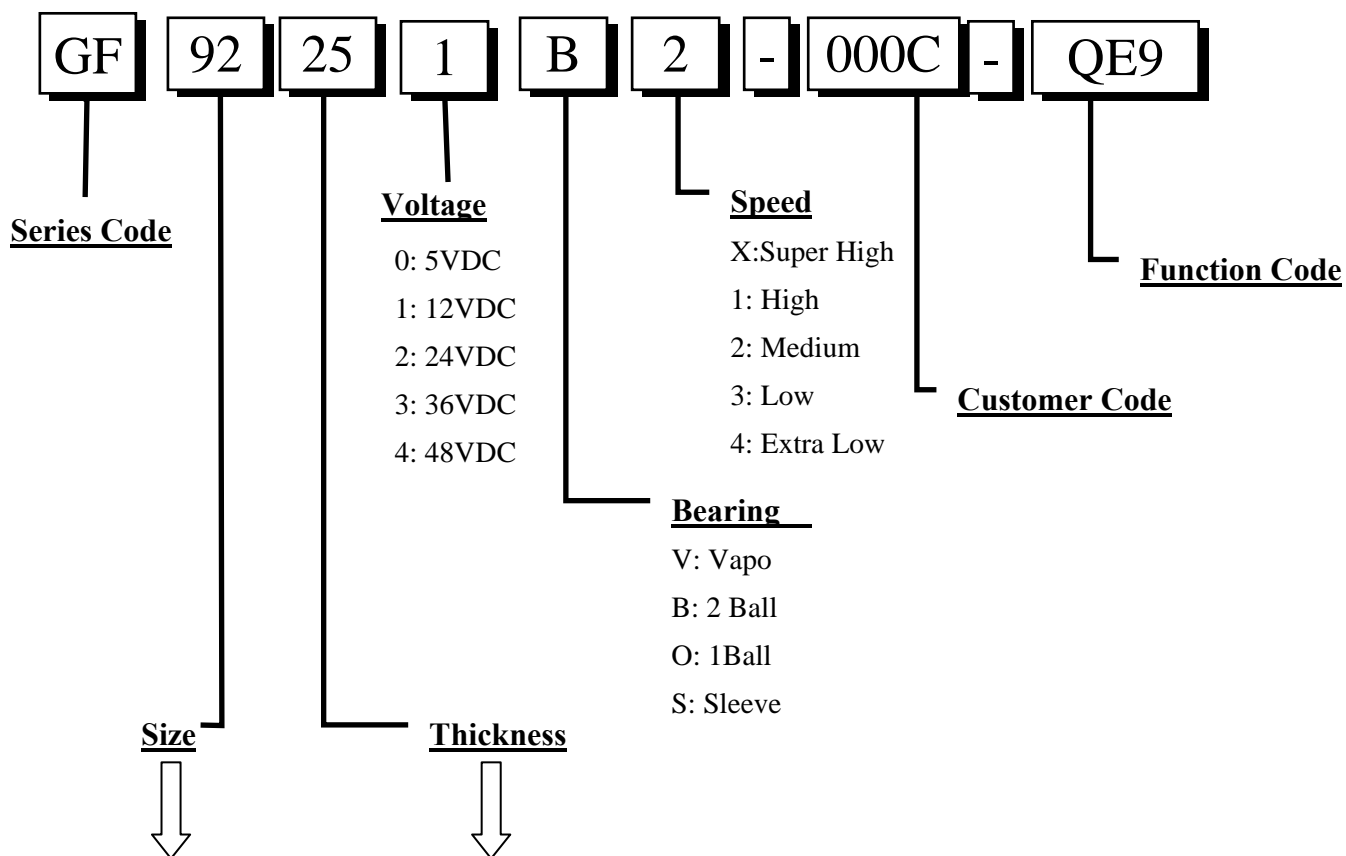 GF 92 25 1 B 2 - 000C - QE9
Series Code
Voltage
0: 5VDC
1: 12VDC
2: 24VDC
3: 36VDC
4: 48VDC
Speed
X:Super High
1: High
2: Medium
3: Low
4: Extra Low
Function Code
Customer Code
Bearing
V: Vapo
B: 2 Ball
O: 1Ball
S: Sleeve
Size
Thickness